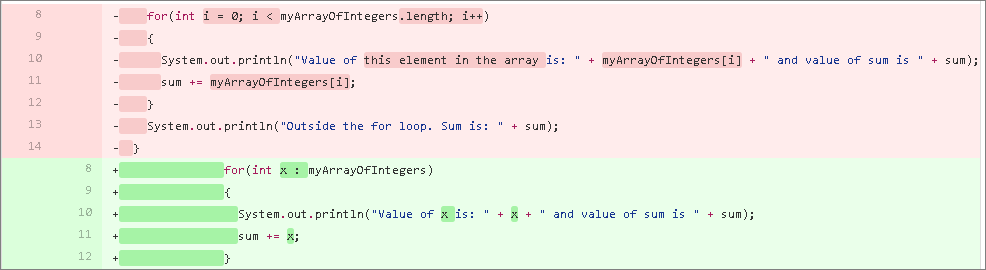 8 - for(int i = 0; i < myArrayOfIntegers.length; i++)
9 - {
10 - System.out.println("Value of this element in the array is: " + myArrayOfIntegers[i] + " and value of sum is " + sum);
11 - sum += myArrayOfIntegers[i];
12 - }
13 - System.out.println("Outside the for loop. Sum is: " + sum);
14 - }
8 + for(int x : myArrayOfIntegers)
9 + {
10 + System.out.println("Value of x is: " + x + " and value of sum is " + sum);
11 + sum += x;
12 + }